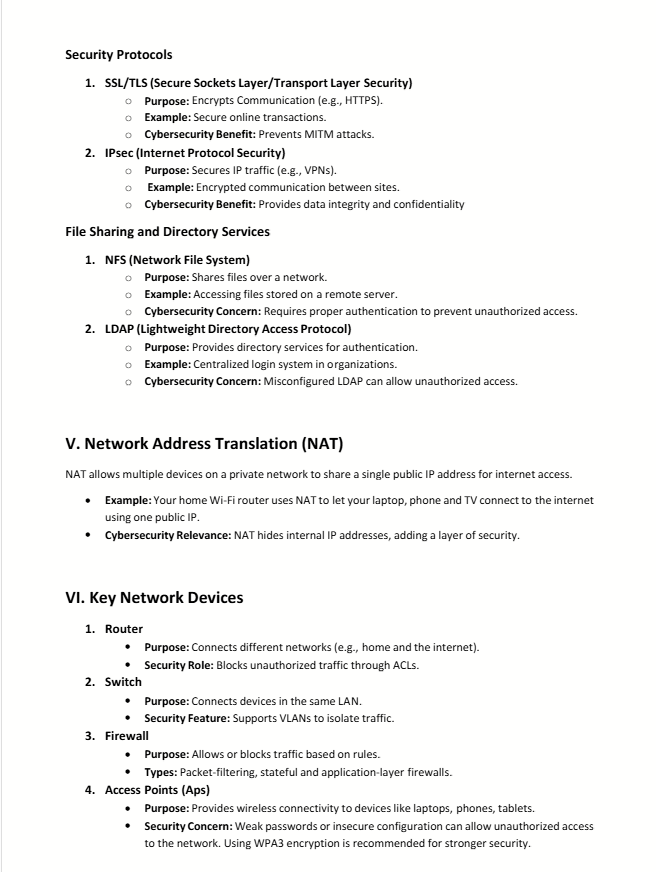 Security Protocols
1. SSL/TLS (Secure Sockets Layer/Transport Layer Security)
○ Purpose: Encrypts Communication (e.g., HTTPS).
○ Example: Secure online transactions.
○ Cybersecurity Benefit: Prevents MITM attacks.
2. IPsec (Internet Protocol Security)
○ Purpose: Secures IP traffic (e.g., VPNs).
○ Example: Encrypted communication between sites.
○ Cybersecurity Benefit: Provides data integrity and confidentiality
File Sharing and Directory Services
1. NFS (Network File System)
○ Purpose: Shares files over a network.
○ Example: Accessing files stored on a remote server.
○ Cybersecurity Concern: Requires proper authentication to prevent unauthorized access.
2. LDAP (Lightweight Directory Access Protocol)
○ Purpose: Provides directory services for authentication.
○ Example: Centralized login system in organizations.
○ Cybersecurity Concern: Misconfigured LDAP can allow unauthorized access.
V. Network Address Translation (NAT)
NAT allows multiple devices on a private network to share a single public IP address for internet access.
• Example: Your home Wi-Fi router uses NAT to let your laptop, phone and TV connect to the internet
using one public IP.
• Cybersecurity Relevance: NAT hides internal IP addresses, adding a layer of security.
VI. Key Network Devices
1. Router
• Purpose: Connects different networks (e.g., home and the internet).
• Security Role: Blocks unauthorized traffic through ACLs.
2. Switch
• Purpose: Connects devices in the same LAN.
• Security Feature: Supports VLANs to isolate traffic.
3. Firewall
• Purpose: Allows or blocks traffic based on rules.
• Types: Packet-filtering, stateful and application-layer firewalls.
4. Access Points (Aps)
• Purpose: Provides wireless connectivity to devices like laptops, phones, tablets.
• Security Concern: Weak passwords or insecure configuration can allow unauthorized access
to the network. Using WPA3 encryption is recommended for stronger security.